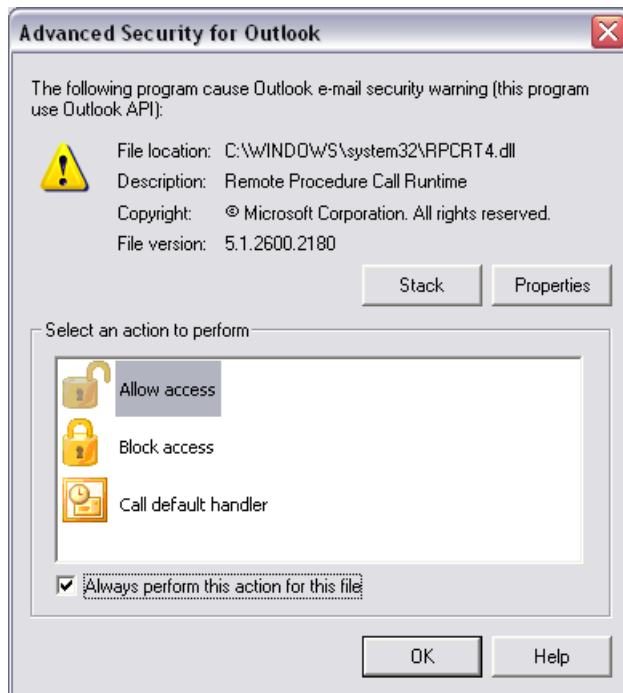 Advanced Security for Outlook
The following program cause Outlook e-mail security warning (this program
use Outlook API):
File location: C:\WINDOWS\system32\RPCRT4.dll
Description: Remote Procedure Call Runtime
Copyright: © Microsoft Corporation. All rights reserved.
File version: 5.1.2600.2180
Stack Properties
Select an action to perform
Allow access
Block access
Call default handler
Always perform this action for this file
OK Help